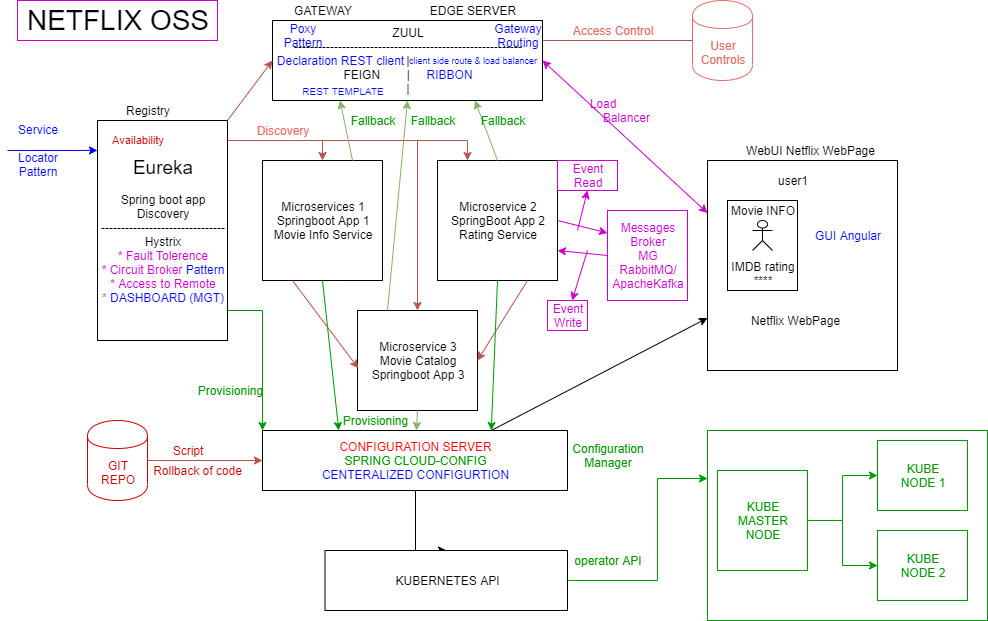 NETFLIX OSS
GATEWAY
EDGE SERVER
Poxy
Pattern
ZUUL
Gateway
Routing
Declaration REST client
client side route & load balancer
FEIGN
RIBBON
REST TEMPLATE
Access Control
User
Controls
Load
Balancer
Registry
Service
Locator
Pattern
Availability
Eureka
Spring boot app
Discovery
Hystrix
* Fault Tolerence
* Circuit Broker Pattern
* Access to Remote
* DASHBOARD (MGT)
Discovery
Fallback
Fallback
Fallback
Microservices 1
Springboot App 1
Movie Info Service
Microservice 2
SpringBoot App 2
Rating Service
Event
Read
Messages
Broker
MG
RabbitMQ/
ApacheKafka
Event
Write
WebUI Netflix WebPage
user1
Movie INFO
IMDB rating
****
GUI Angular
Netflix WebPage
Microservice 3
Movie Catalog
Springboot App 3
Provisioning
Provisioning
GIT
REPO
Script
Rollback of code
CONFIGURATION SERVER
SPRING CLOUD-CONFIG
CENTERALIZED CONFIGURTION
Configuration
Manager
KUBERNETES API
operator API
KUBE
MASTER
NODE
KUBE
NODE 1
KUBE
NODE 2